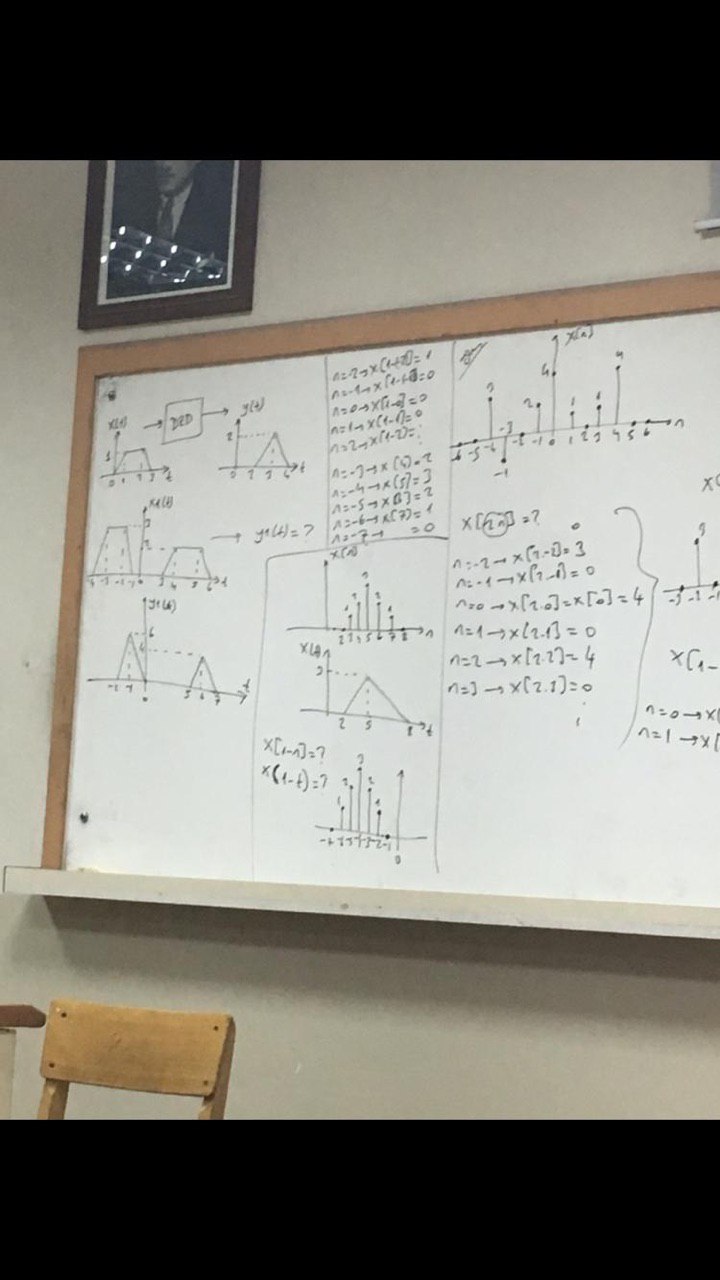 x(t)
y(t)
1
0 1 2 3 t
2
0 2 3 4 t
x1(t)
3
2
→ y1(t) = ?
-4 -3 -2 -1 0 3 4 5 6 t
y1(t)
6
4
-2 -1 0 5 6 7 t
n=-2→x[1+2]=1
n=-1→x[1+1]=0
n=0→x[1-0]=0
n=1→x[1-1]=0
n=2→x[1-2]=
n=-3→x[4]=2
n=-4→x[5]=3
n=-5→x[6]=2
n=-6→x[7]=1
n=-7→ =0
x[n]
3
1 2 2 1
2 3 4 5 6 7 8 n
3
2 5 8 t
x[1-n]=?
x(1-t)=?
3
1 2 2 1
0
x[n]
4
4
3
2
1
1
-6 -5 -4 -3 -2 -1 0 1 2 3 4 5 6 n
-1
x[2n]=?
n=-2→x[2.-2]=3
n=-1→x[2.-1]=0
n=0→x[2.0]=x[0]=4
n=1→x[2.1]=0
n=2→x[2.2]=4
n=3→x[2.3]=0
3
-3 -2 -1
x[1-
n=0→x[
n=1→x[